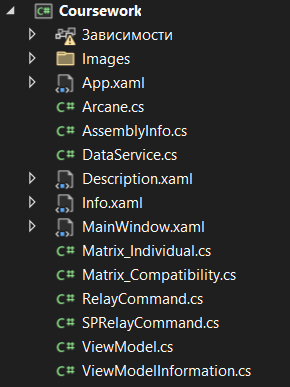 Coursework
Зависимости
Images
App.xaml
Arcane.cs
AssemblyInfo.cs
DataService.cs
Description.xaml
Info.xaml
MainWindow.xaml
Matrix_Individual.cs
Matrix_Compatibility.cs
RelayCommand.cs
SPRelayCommand.cs
ViewModel.cs
ViewModelInformation.cs